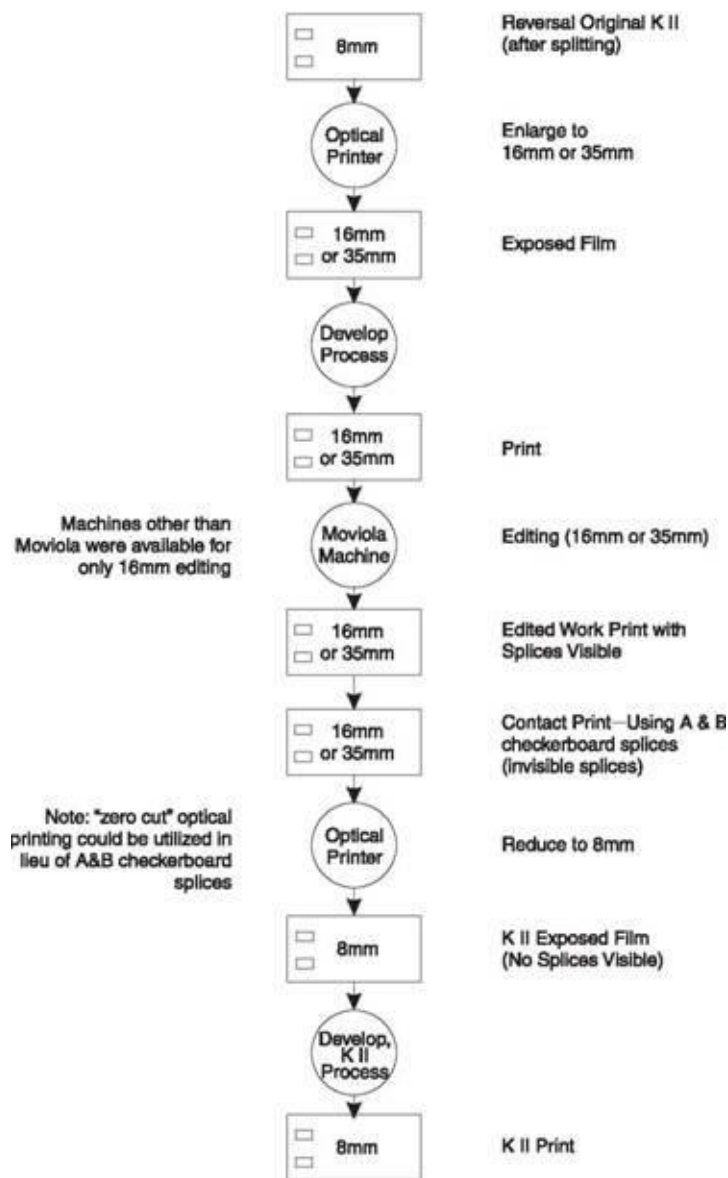 8mm
Reversal Original K II
(after splitting)
Optical
Printer
Enlarge to
16mm or 35mm
16mm
or 35mm
Exposed Film
Develop
Process
16mm
or 35mm
Print
Machines other than
Moviola were available for
only 16mm editing
Moviola
Machine
Editing (16mm or 35mm)
16mm
or 35mm
Edited Work Print with
Splices Visible
16mm
or 35mm
Contact Print—Using A & B
checkerboard splices
(invisible splices)
Note: "zero cut" optical
printing could be utilized in
lieu of A&B checkerboard
splices
Optical
Printer
Reduce to 8mm
8mm
K II Exposed Film
(No Splices Visible)
Develop,
K II
Process
8mm
K II Print